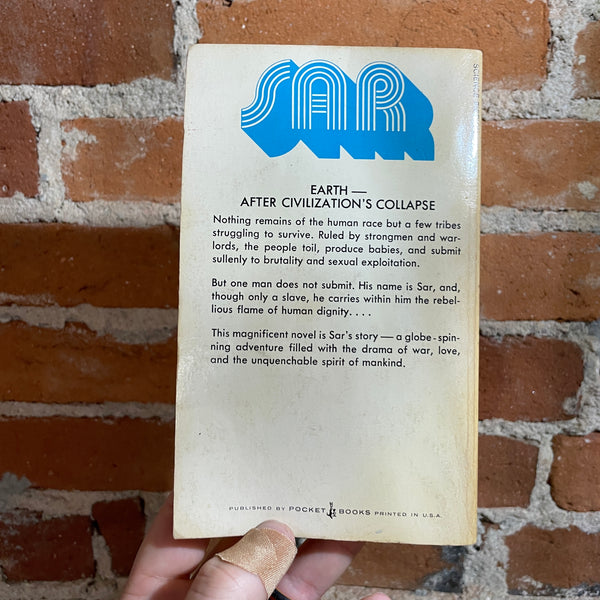 SAR
EARTH —
AFTER CIVILIZATION'S COLLAPSE
Nothing remains of the human race but a few tribes
struggling to survive. Ruled by strongmen and war-
lords, the people toil, produce babies, and submit
sullenly to brutality and sexual exploitation.
But one man does not submit. His name is Sar, and,
though only a slave, he carries within him the rebel-
lious flame of human dignity. . . .
This magnificent novel is Sar's story — a globe-spin-
ning adventure filled with the drama of war, love,
and the unquenchable spirit of mankind.
PUBLISHED BY POCKET BOOKS PRINTED IN U.S.A.